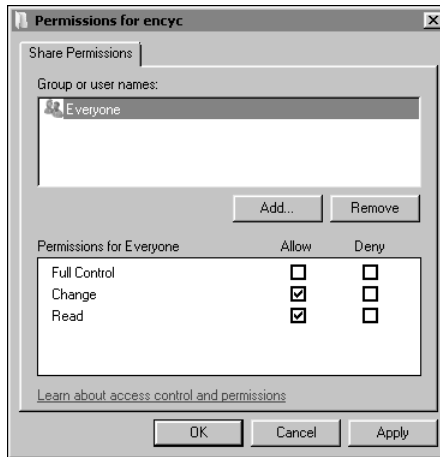 Permissions for encyc
Share Permissions
Group or user names:
Everyone
Add... Remove
Permissions for Everyone Allow Deny
Full Control
Change
Read
Learn about access control and permissions
OK Cancel Apply